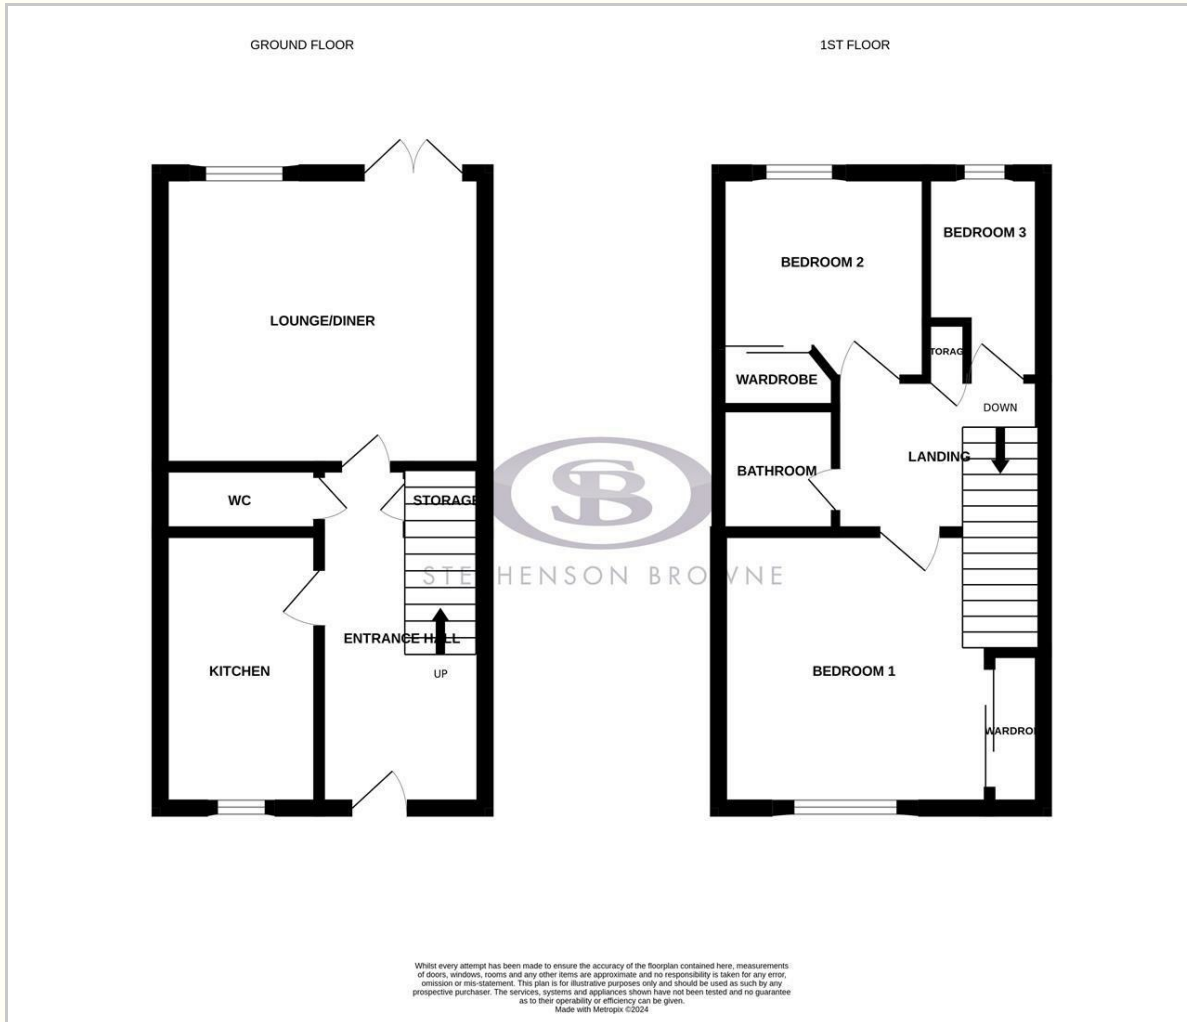 GROUND FLOOR
1ST FLOOR
LOUNGE/DINER
WC
STORAGE
KITCHEN
ENTRANCE HALL
UP
BEDROOM 2
BEDROOM 3
TORAG
WARDROBE
DOWN
BATHROOM
LANDING
BEDROOM 1
WARDRO
SB
STEPHENSON BROWNE
Whilst every attempt has been made to ensure the accuracy of the floorplan contained here, measurements
of doors, windows, rooms and any other items are approximate and no responsibility is taken for any error,
omission or mis-statement. This plan is for illustrative purposes only and should be used as such by any
prospective purchaser. The services, systems and appliances shown have not been tested and no guarantee
as to their operability or efficiency can be given.
Made with Metropix ©2024